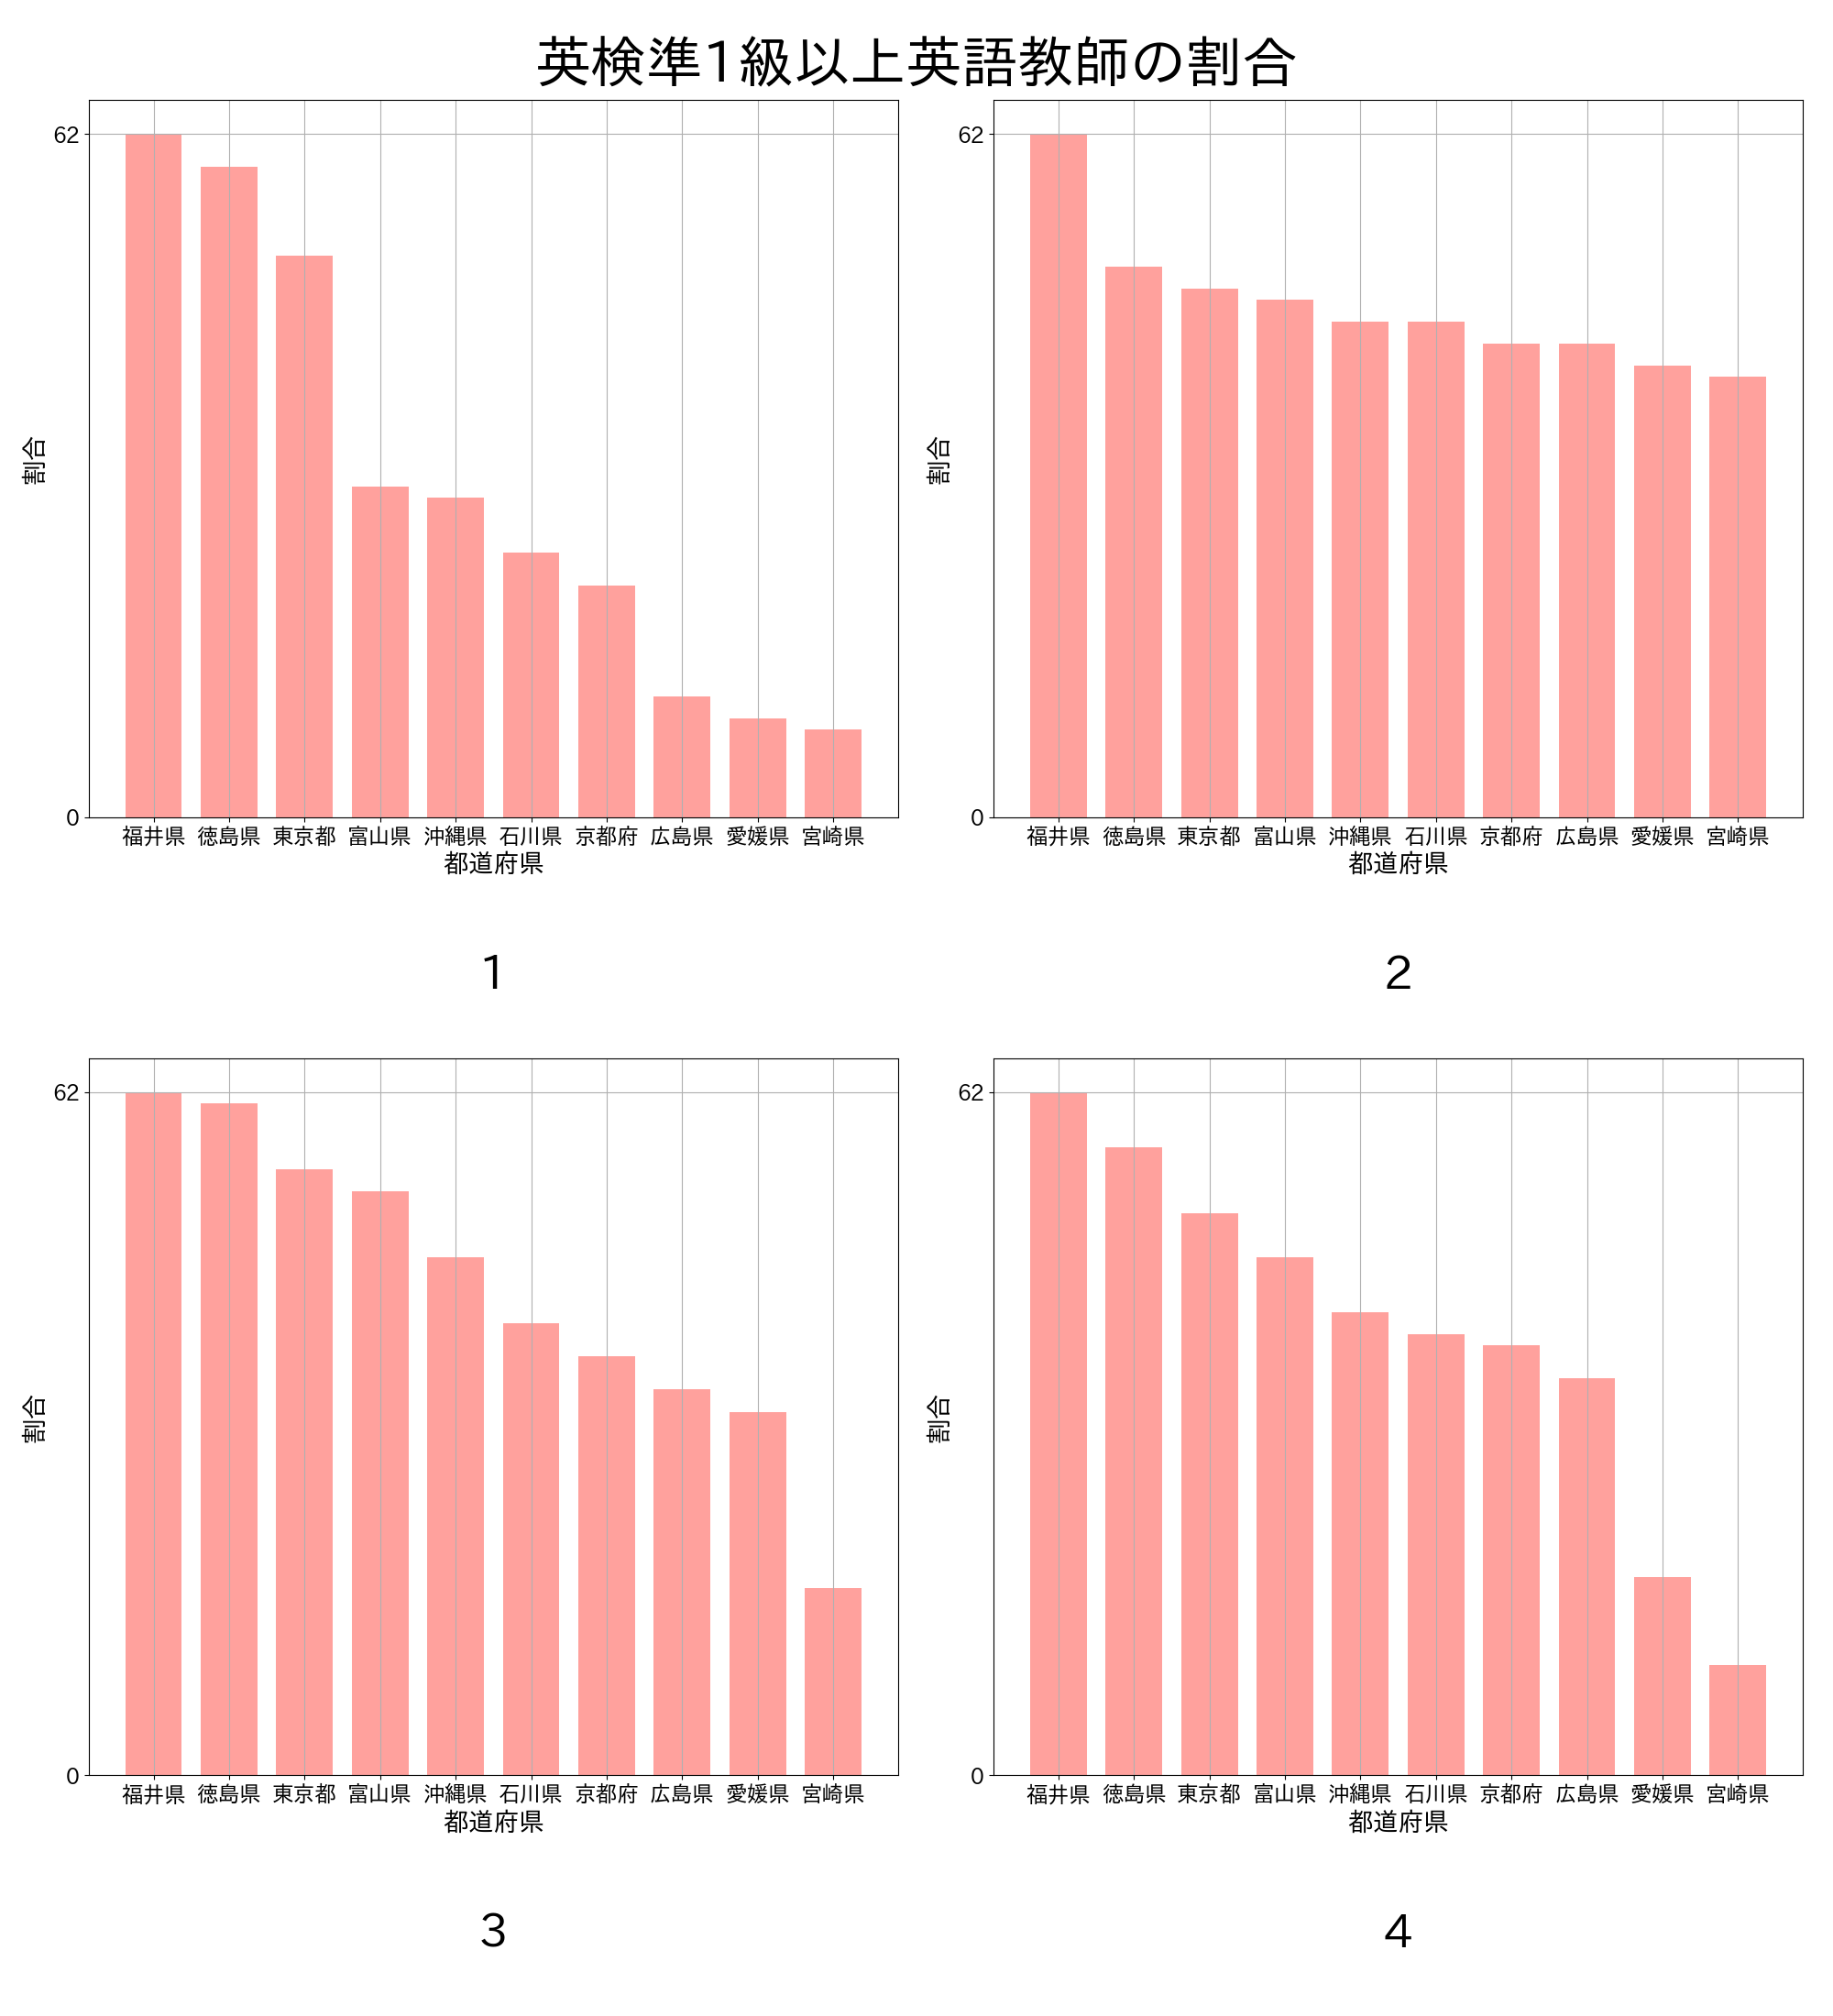 英検準1級以上英語教師の割合
62
0
割合
福井県 徳島県 東京都 富山県 沖縄県 石川県 京都府 広島県 愛媛県 宮崎県
都道府県
1
62
0
割合
福井県 徳島県 東京都 富山県 沖縄県 石川県 京都府 広島県 愛媛県 宮崎県
都道府県
2
62
0
割合
福井県 徳島県 東京都 富山県 沖縄県 石川県 京都府 広島県 愛媛県 宮崎県
都道府県
3
62
0
割合
福井県 徳島県 東京都 富山県 沖縄県 石川県 京都府 広島県 愛媛県 宮崎県
都道府県
4